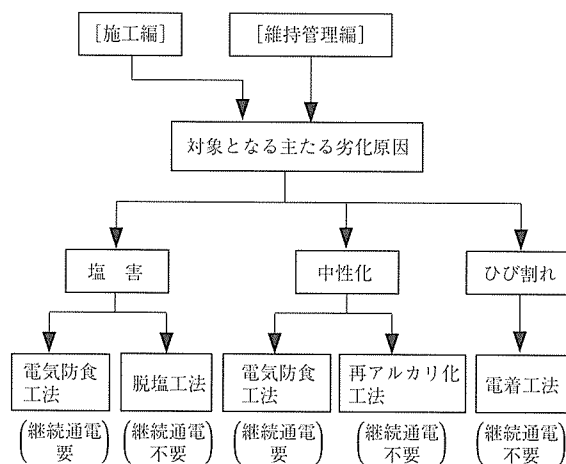 [施工編]
[維持管理編]
対象となる主たる劣化原因
塩 害
中性化
ひび割れ
電気防食
工法
脱塩工法
電気防食
工法
再アルカリ化
工法
電着工法
(継続通電
要)
(継続通電
不要)
(継続通電
要)
(継続通電
不要)
(継続通電
不要)